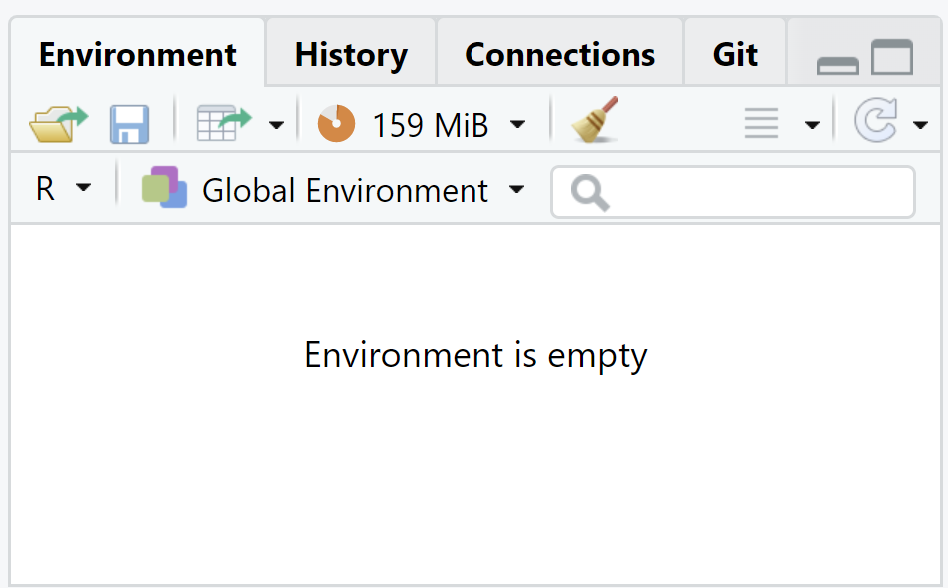 Environment History Connections Git
159 MiB
R Global Environment
Environment is empty